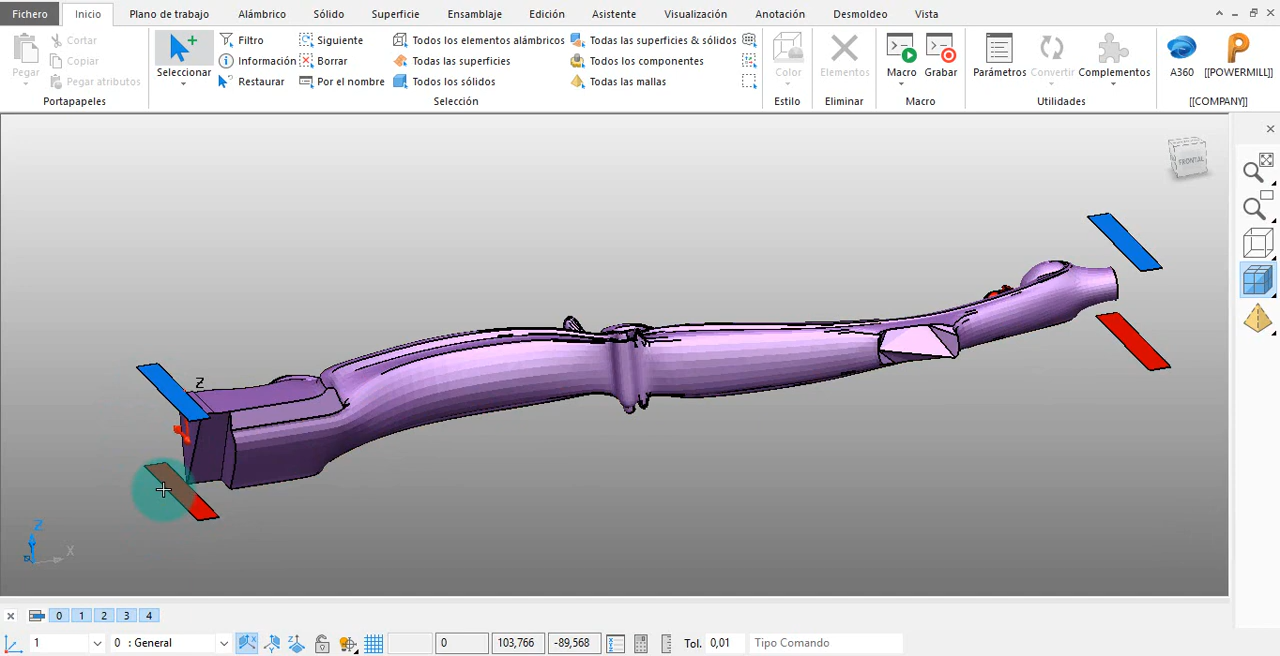 Fichero Inicio Plano de trabajo Alámbrico Sólido Superficie Ensamblaje Edición Asistente Visualización Anotación Desmoldeo Vista
Pegar
Cortar
Copiar
Pegar atributos
Portapapeles
Seleccionar
Filtro
Información
Restaurar
Siguiente
Borrar
Por el nombre
Todos los elementos alámbricos
Todas las superficies
Todos los sólidos
Todas las superficies & sólidos
Todos los componentes
Todas las mallas
Selección
Color
Estilo
Elementos
Eliminar
Macro
Grabar
Macro
Parámetros
Convertir
Complementos
Utilidades
A360
[[POWERMILL]]
[[COMPANY]]
FRONTAL
Z
Z
X
0 1 2 3 4
1 0 : General 0 103,766 -89,568 Tol. 0,01 Tipo Comando